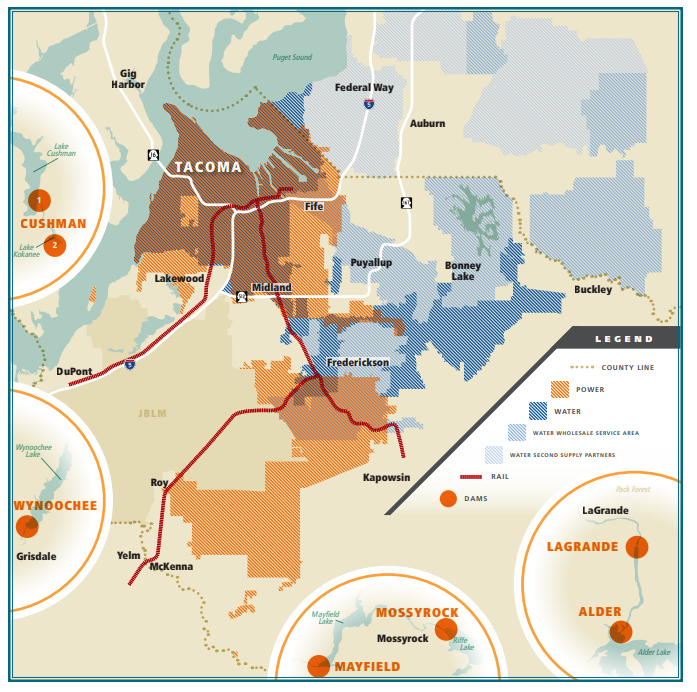 Puget Sound
Gig
Harbor
Federal Way
5
Auburn
Lake
Cushman
16
TACOMA
1
CUSHMAN
Fife
2
Lake
Kokanee
Puyallup
Bonney
Lake
Lakewood
Midland
Buckley
LEGEND
Frederickson
COUNTY LINE
DuPont
5
POWER
JBLM
WATER
WATER WHOLESALE SERVICE AREA
Wynoochee
Lake
WATER SECOND SUPPLY PARTNERS
Roy
Kapowsin
RAIL
Pack Forest
DAMS
WYNOOCHEE
LaGrande
LAGRANDE
Grisdale
Yelm
McKenna
Mayfield
Lake
MOSSYROCK
ALDER
Mossyrock
Riffe
Lake
Alder Lake
MAYFIELD